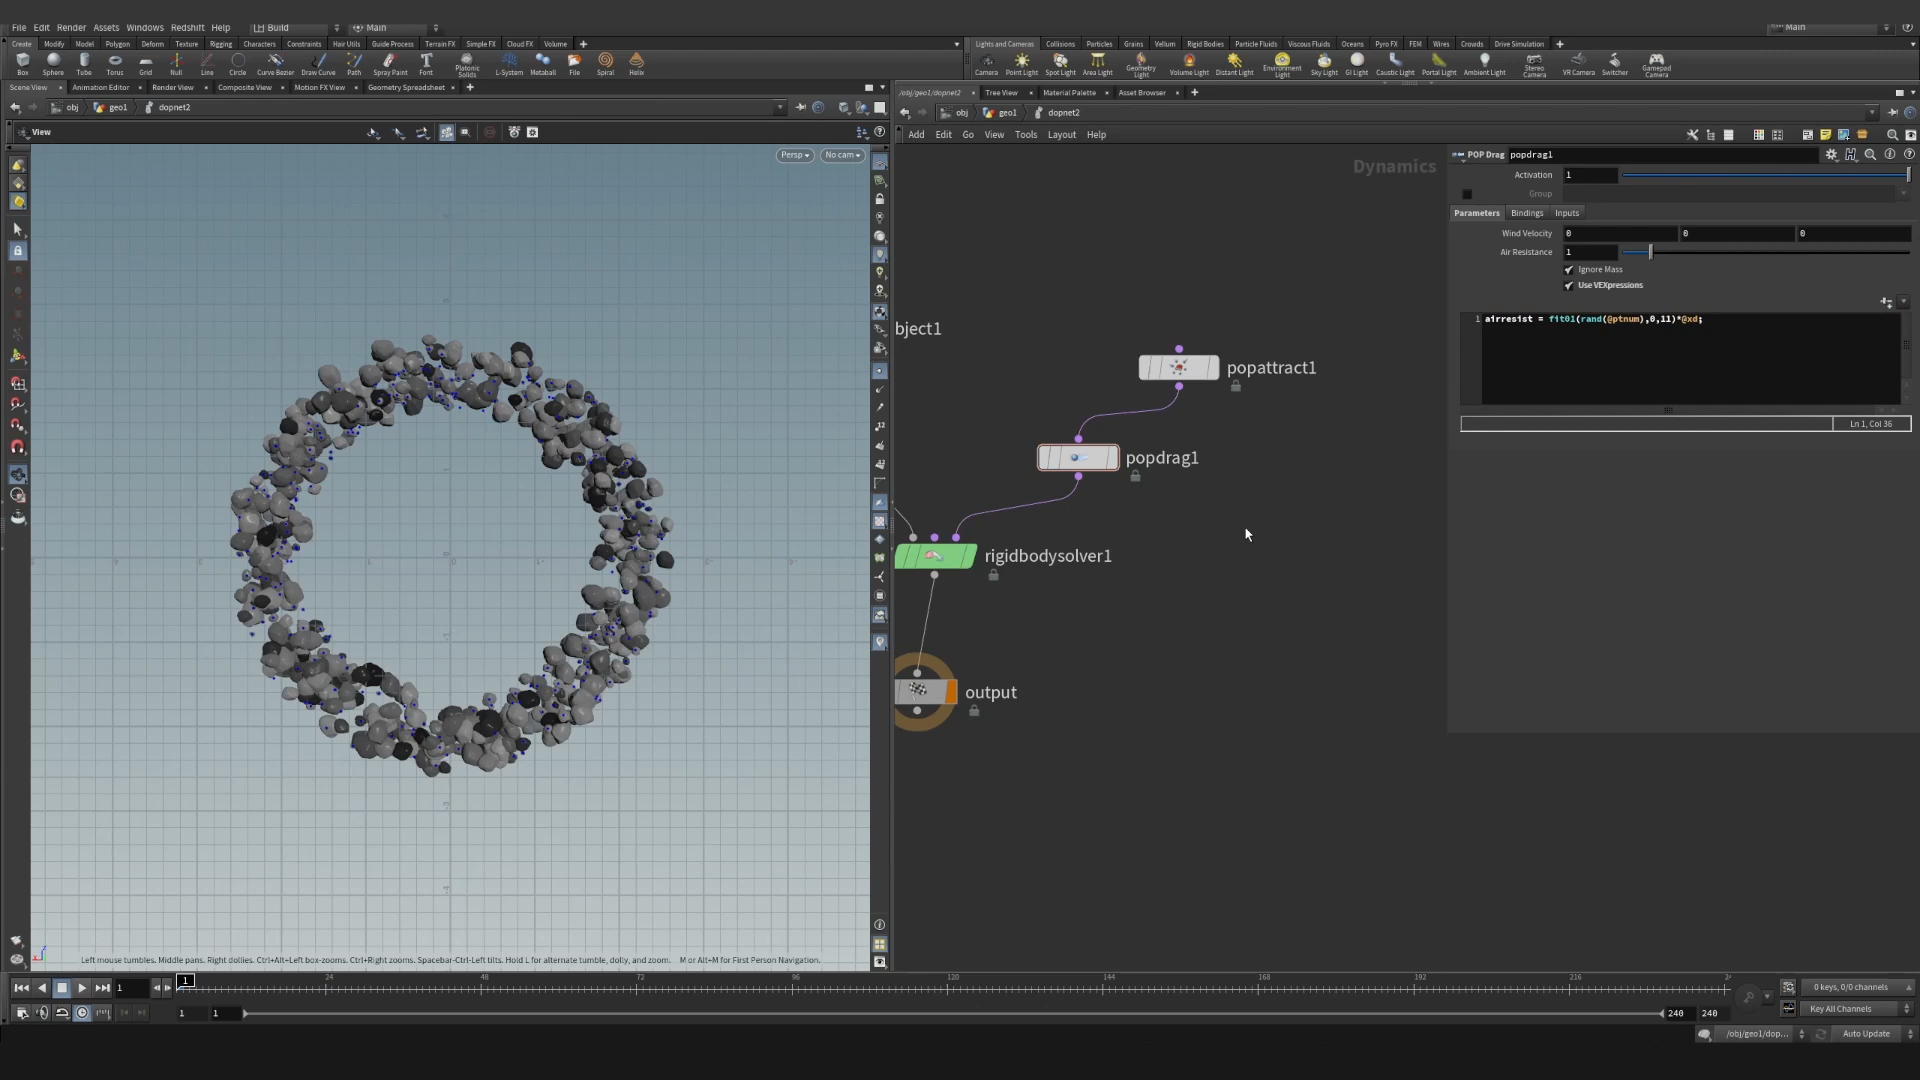 File Edit Render Assets Windows Redshift Help Build Main
Main
Create Modify Model Polygon Deform Texture Rigging Characters Constraints Hair Utils Guide Process Terrain FX Simple FX Cloud FX Volume
Lights and Cameras Collisions Particles Grains Vellum Rigid Bodies Particle Fluids Viscous Fluids Oceans Pyro FX FEM Wires Crowds Drive Simulation
Box Sphere Tube Torus Grid Null Line Circle Curve Bezier Draw Curve Path Spray Paint Font Platonic Solids L-System Metaball File Spiral Helix
Camera Point Light Spot Light Area Light Geometry Light Volume Light Distant Light Environment Light Sky Light GI Light Caustic Light Portal Light Ambient Light Stereo Camera VR Camera Switcher Gamepad Camera
Scene View Animation Editor Render View Composite View Motion FX View Geometry Spreadsheet
/obj/geo1/dopnet2 Tree View Material Palette Asset Browser
obj geo1 dopnet2
obj geo1 dopnet2
View
Add Edit Go View Tools Layout Help
Persp No cam
Dynamics
POP Drag popdrag1
Activation 1
Group
Parameters Bindings Inputs
Wind Velocity 0 0 0
Air Resistance 1
Ignore Mass
Use VEXpressions
1 airresist = fit01(rand(@ptnum),0,11)*@xd;
Ln 1, Col 36
bject1
popattract1
popdrag1
rigidbodysolver1
output
Left mouse tumbles. Middle pans. Right dollies. Ctrl+Alt+Left box-zooms. Ctrl+Right zooms. Spacebar-Ctrl-Left tilts. Hold L for alternate tumble, dolly, and zoom. M or Alt+M for First Person Navigation.
1 1 24 48 72 96 120 144 168 192 216
0 keys, 0/0 channels
1 1 240 240
Key All Channels
/obj/geo1/dop... Auto Update